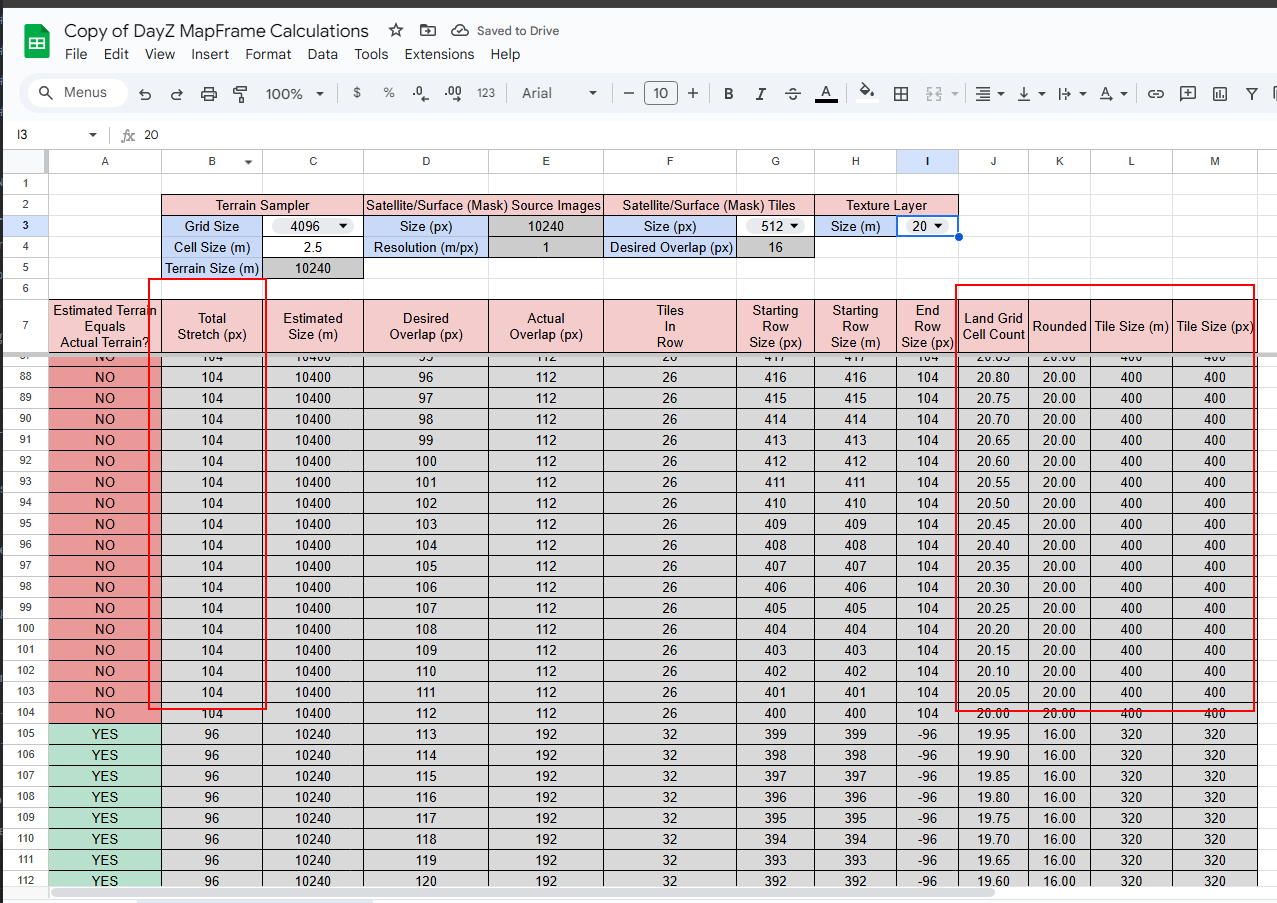 Copy of DayZ MapFrame Calculations Saved to Drive
File Edit View Insert Format Data Tools Extensions Help
Menus 100% $ % .0 .00 123 Arial − 10 + B I A
I3 fx 20
A B C D E F G H I J K L M
1
2 Terrain Sampler Satellite/Surface (Mask) Source Images Satellite/Surface (Mask) Tiles Texture Layer
3 Grid Size 4096 Size (px) 10240 Size (px) 512 Size (m) 20
4 Cell Size (m) 2.5 Resolution (m/px) 1 Desired Overlap (px) 16
5 Terrain Size (m) 10240
6
7 Estimated Terrain Equals Actual Terrain? Total Stretch (px) Estimated Size (m) Desired Overlap (px) Actual Overlap (px) Tiles In Row Starting Row Size (px) Starting Row Size (m) End Row Size (px) Land Grid Cell Count Rounded Tile Size (m) Tile Size (px)
87 NO 104 10400 95 112 26 417 417 104 20.85 20.00 400 400
88 NO 104 10400 96 112 26 416 416 104 20.80 20.00 400 400
89 NO 104 10400 97 112 26 415 415 104 20.75 20.00 400 400
90 NO 104 10400 98 112 26 414 414 104 20.70 20.00 400 400
91 NO 104 10400 99 112 26 413 413 104 20.65 20.00 400 400
92 NO 104 10400 100 112 26 412 412 104 20.60 20.00 400 400
93 NO 104 10400 101 112 26 411 411 104 20.55 20.00 400 400
94 NO 104 10400 102 112 26 410 410 104 20.50 20.00 400 400
95 NO 104 10400 103 112 26 409 409 104 20.45 20.00 400 400
96 NO 104 10400 104 112 26 408 408 104 20.40 20.00 400 400
97 NO 104 10400 105 112 26 407 407 104 20.35 20.00 400 400
98 NO 104 10400 106 112 26 406 406 104 20.30 20.00 400 400
99 NO 104 10400 107 112 26 405 405 104 20.25 20.00 400 400
100 NO 104 10400 108 112 26 404 404 104 20.20 20.00 400 400
101 NO 104 10400 109 112 26 403 403 104 20.15 20.00 400 400
102 NO 104 10400 110 112 26 402 402 104 20.10 20.00 400 400
103 NO 104 10400 111 112 26 401 401 104 20.05 20.00 400 400
104 NO 104 10400 112 112 26 400 400 104 20.00 20.00 400 400
105 YES 96 10240 113 192 32 399 399 -96 19.95 16.00 320 320
106 YES 96 10240 114 192 32 398 398 -96 19.90 16.00 320 320
107 YES 96 10240 115 192 32 397 397 -96 19.85 16.00 320 320
108 YES 96 10240 116 192 32 396 396 -96 19.80 16.00 320 320
109 YES 96 10240 117 192 32 395 395 -96 19.75 16.00 320 320
110 YES 96 10240 118 192 32 394 394 -96 19.70 16.00 320 320
111 YES 96 10240 119 192 32 393 393 -96 19.65 16.00 320 320
112 YES 96 10240 120 192 32 392 392 -96 19.60 16.00 320 320